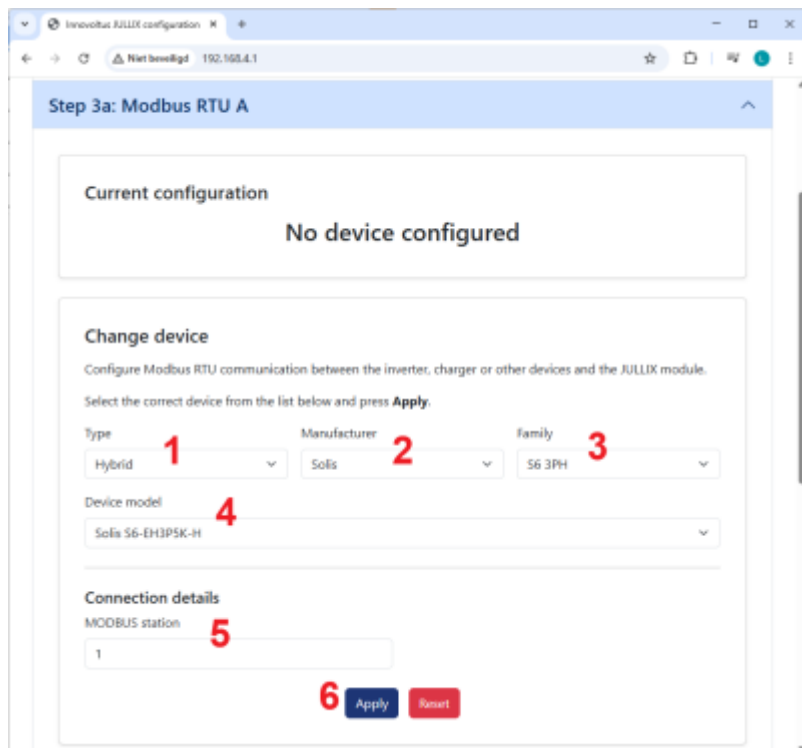 Innovoltus JULLIX configuration
Niet beveiligd 192.168.4.1
L
Step 3a: Modbus RTU A
Current configuration
No device configured
Change device
Configure Modbus RTU communication between the inverter, charger or other devices and the JULLIX module.
Select the correct device from the list below and press Apply.
Type 1 Manufacturer 2 Family 3
Hybrid Solis S6 3PH
Device model 4
Solis S6-EH3P5K-H
Connection details
MODBUS station 5
1
6 Apply Reset